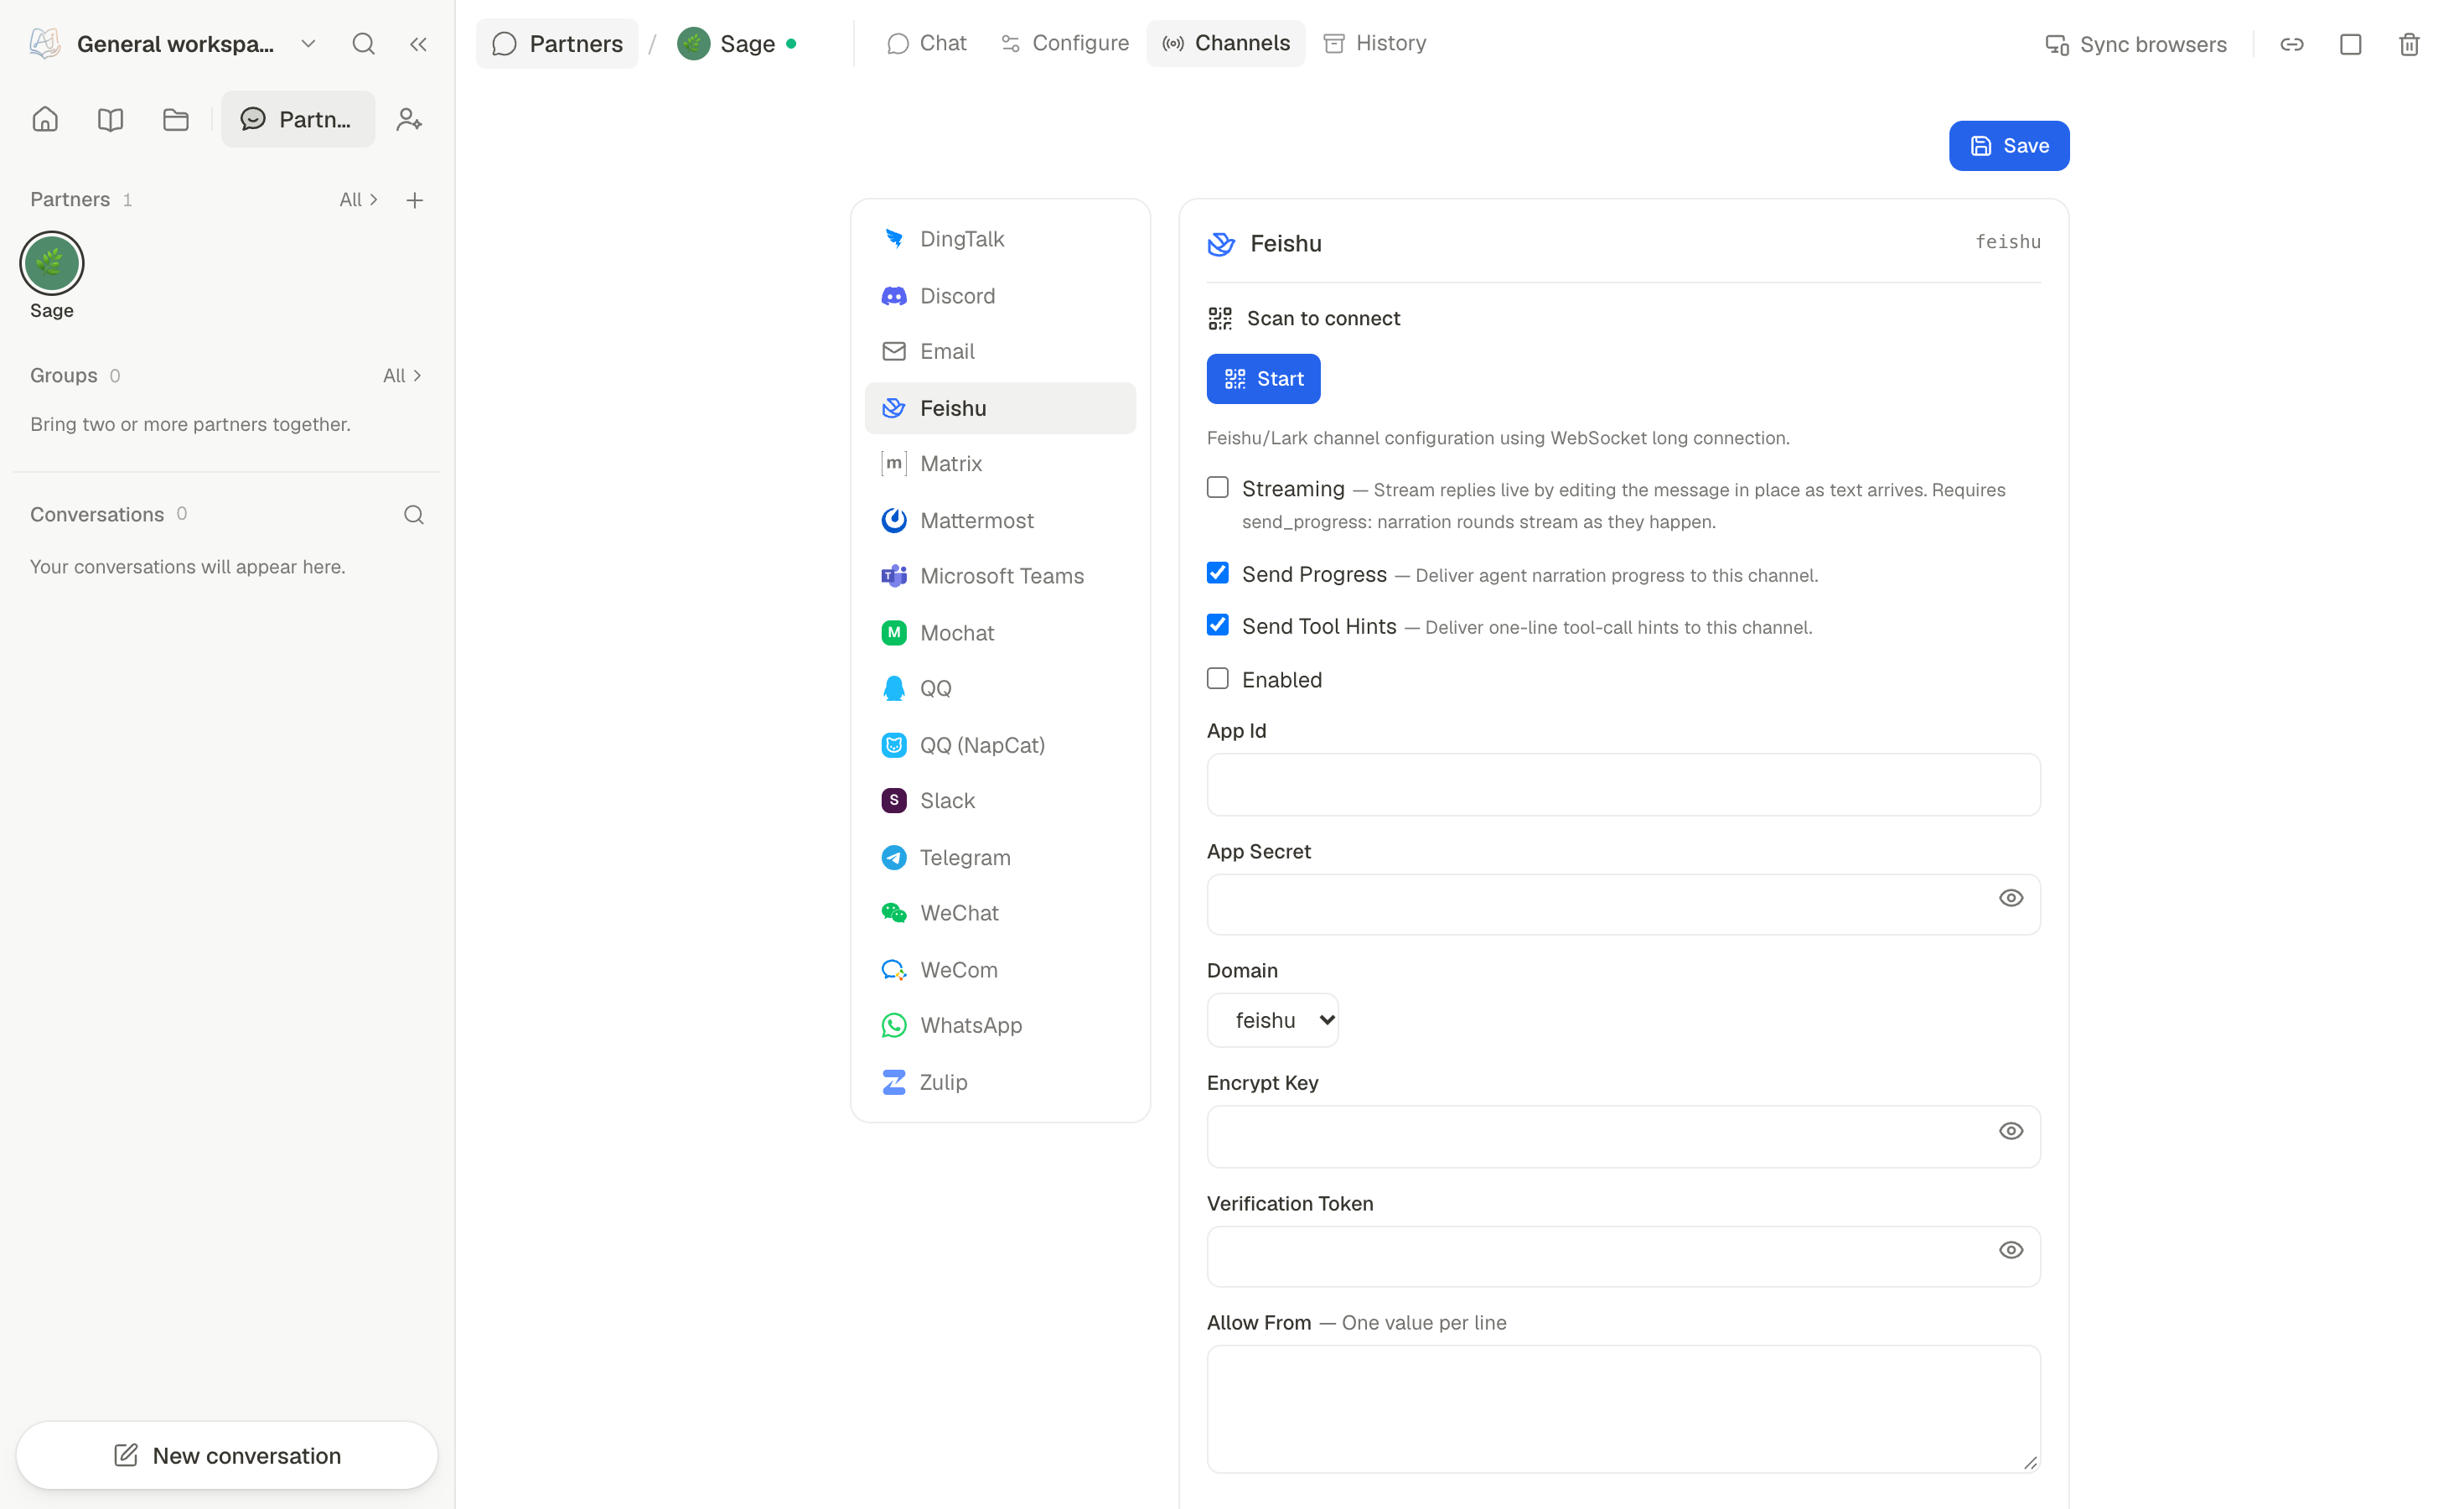 General workspa...
Partn...
Partners 1
All
Sage
Groups 0
All
Bring two or more partners together.
Conversations 0
Your conversations will appear here.
New conversation
Partners / Sage
Chat
Configure
Channels
History
Sync browsers
Save
DingTalk
Discord
Email
Feishu
Matrix
Mattermost
Microsoft Teams
Mochat
QQ
QQ (NapCat)
Slack
Telegram
WeChat
WeCom
WhatsApp
Zulip
Feishu
feishu
Scan to connect
Start
Feishu/Lark channel configuration using WebSocket long connection.
Streaming — Stream replies live by editing the message in place as text arrives. Requires
send_progress: narration rounds stream as they happen.
Send Progress — Deliver agent narration progress to this channel.
Send Tool Hints — Deliver one-line tool-call hints to this channel.
Enabled
App Id
App Secret
Domain
feishu
Encrypt Key
Verification Token
Allow From — One value per line